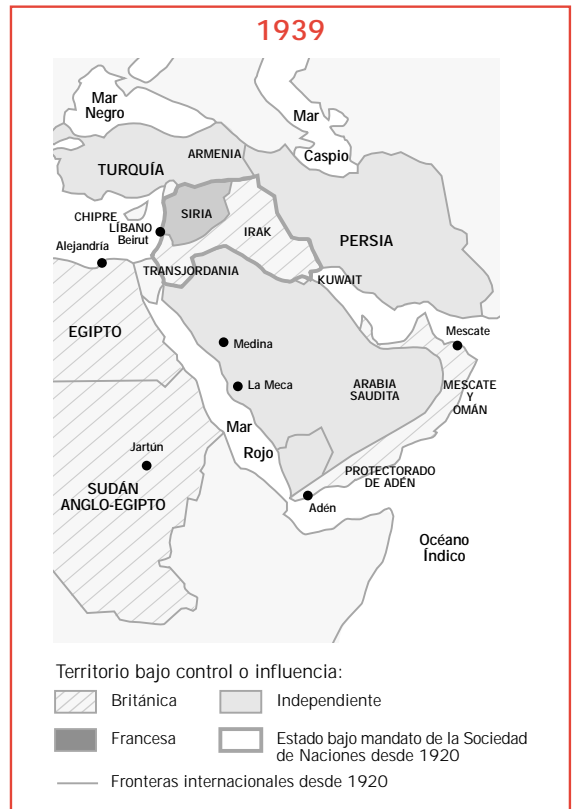 1939
Mar
Negro
Mar
Caspio
ARMENIA
TURQUÍA
CHIPRE
LÍBANO
Beirut
SIRIA
IRAK
PERSIA
Alejandría
TRANSJORDANIA
KUWAIT
EGIPTO
Medina
Mescate
La Meca
ARABIA
SAUDITA
MESCATE
Y
OMÁN
Mar
Rojo
Jartún
PROTECTORADO
DE ADÉN
SUDÁN
ANGLO-EGIPTO
Adén
Océano
Índico
Territorio bajo control o influencia:
Británica
Independiente
Francesa
Estado bajo mandato de la Sociedad
de Naciones desde 1920
Fronteras internacionales desde 1920